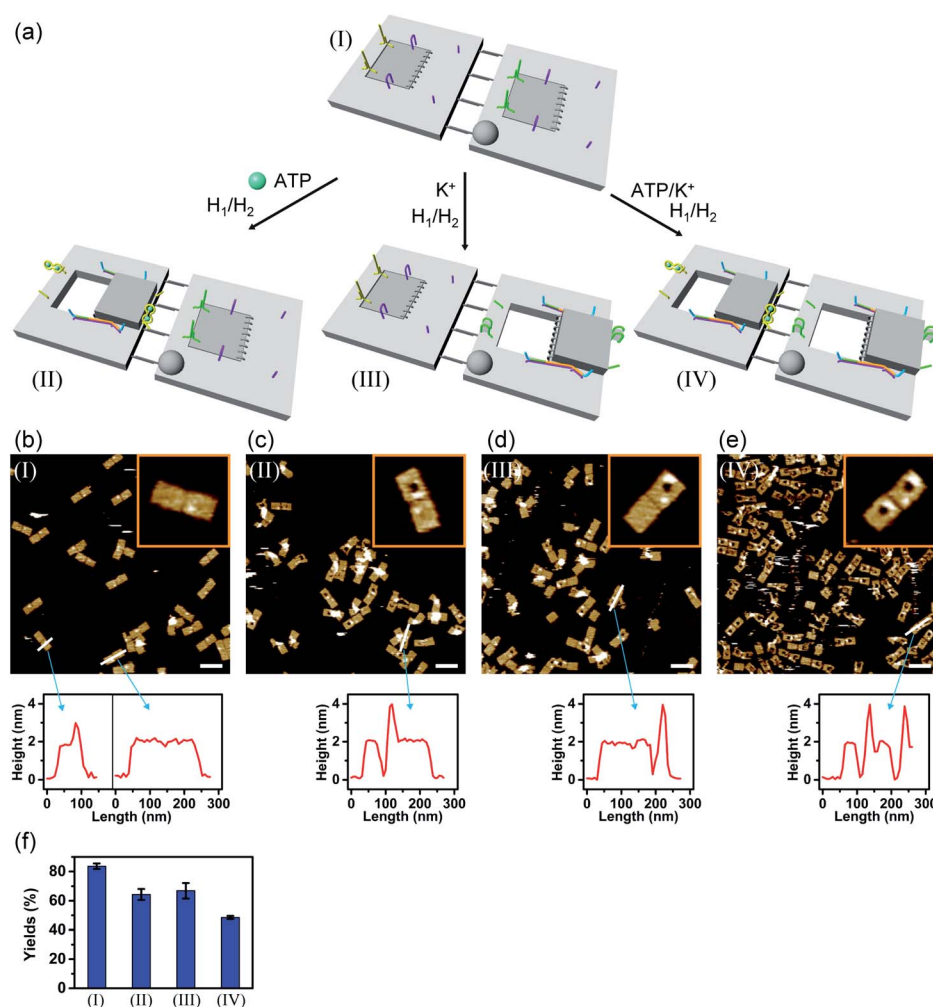 (a)
(I)
ATP
H1/H2
K+
H1/H2
ATP/K+
H1/H2
(II)
(III)
(IV)
(b)
(c)
(d)
(e)
(I)
(II)
(III)
(IV)
Height (nm)
4
2
0
0 100 0 100 200 300
Length (nm)
Height (nm)
4
2
0
0 100 200 300
Length (nm)
Height (nm)
4
2
0
0 100 200 300
Length (nm)
Height (nm)
4
2
0
0 100 200 300
Length (nm)
(f)
Yields (%)
80
60
40
20
0
(I) (II) (III) (IV)